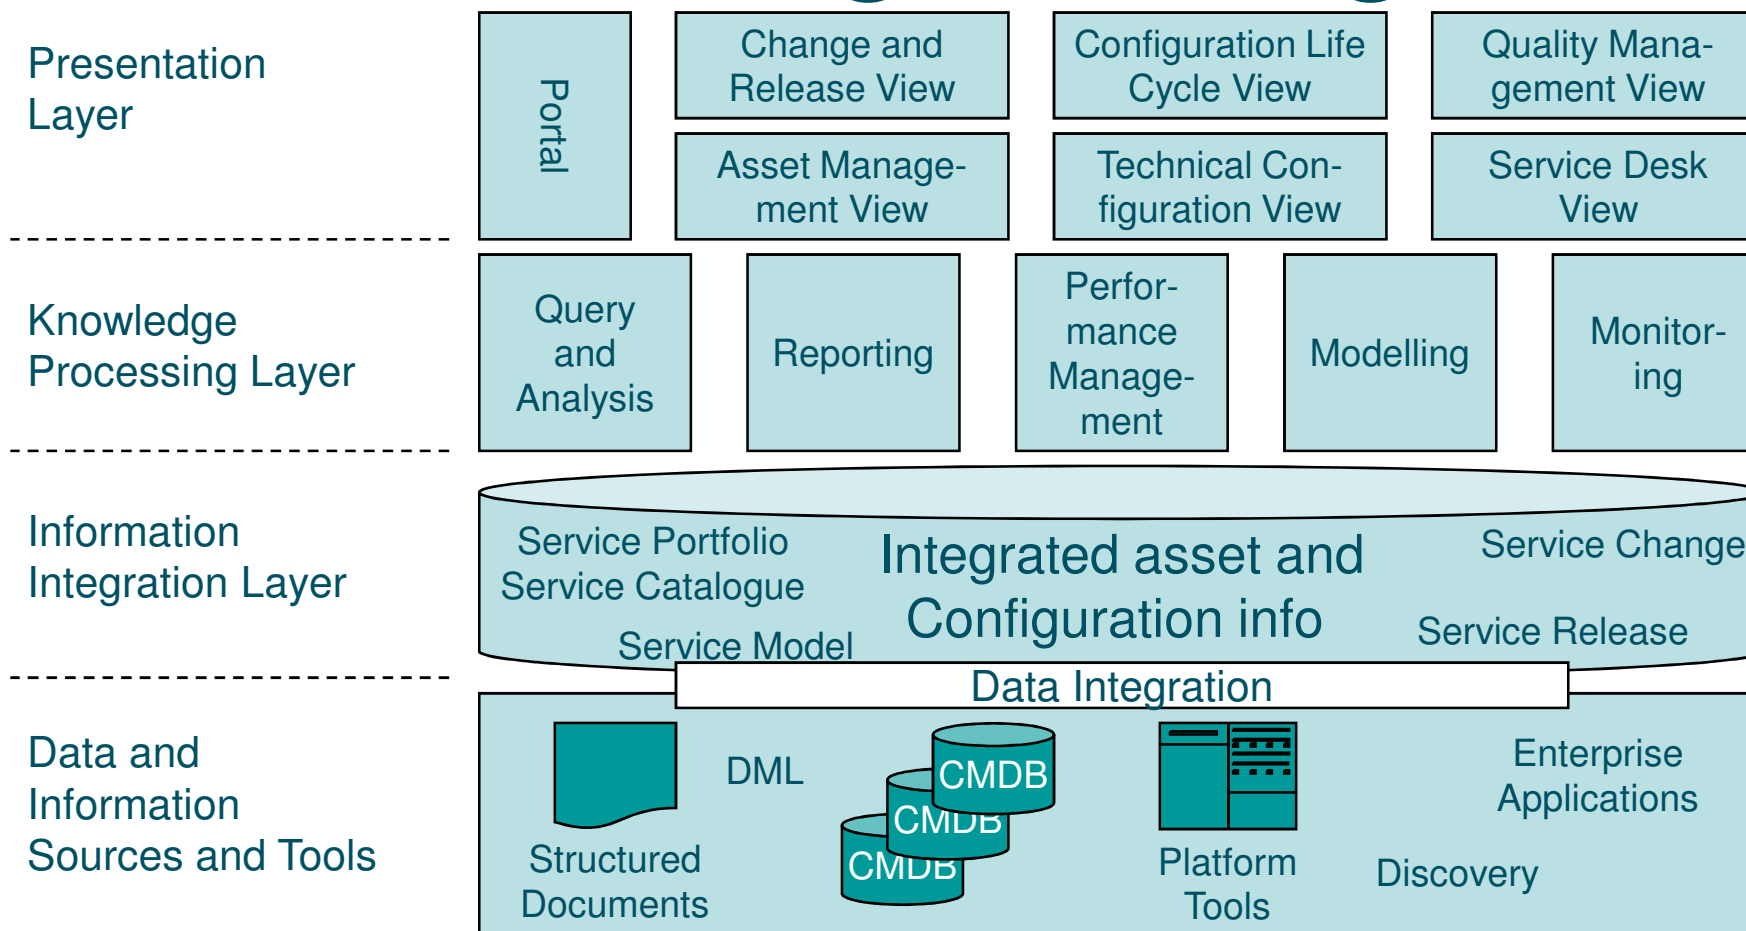 Presentation
Layer
Portal
Change and
Release View
Configuration Life
Cycle View
Quality Mana-
gement View
Asset Manage-
ment View
Technical Con-
figuration View
Service Desk
View
Knowledge
Processing Layer
Query
and
Analysis
Reporting
Perfor-
mance
Manage-
ment
Modelling
Monitor-
ing
Information
Integration Layer
Service Portfolio
Service Catalogue
Service Model
Integrated asset and
Configuration info
Service Change
Service Release
Data Integration
Data and
Information
Sources and Tools
Structured
Documents
DML
CMDB
CMDB
CMDB
Platform
Tools
Discovery
Enterprise
Applications